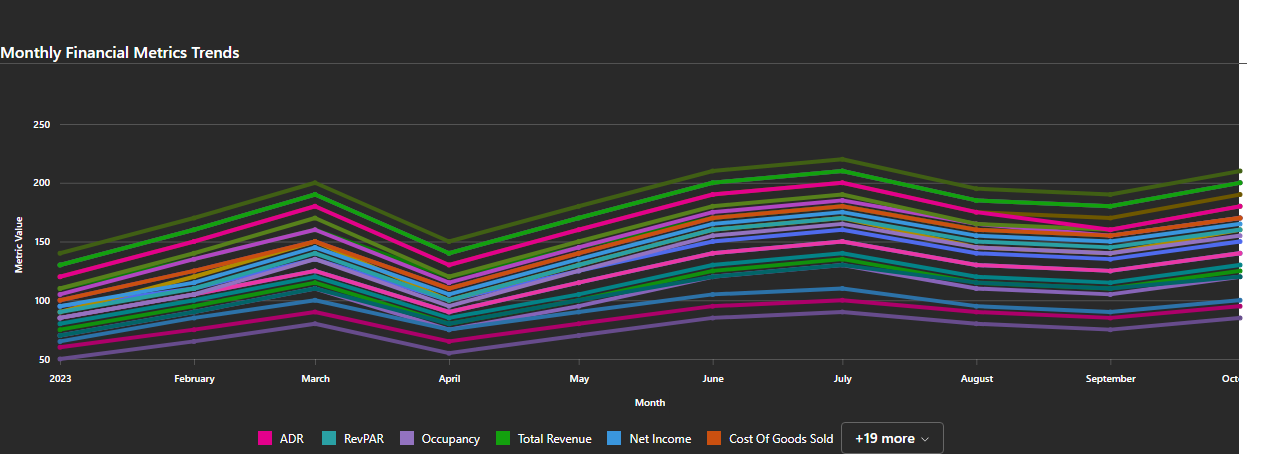 Monthly Financial Metrics Trends
250
200
150
100
50
Metric Value
2023 February March April May June July August September Octo
Month
ADR RevPAR Occupancy Total Revenue Net Income Cost Of Goods Sold +19 more